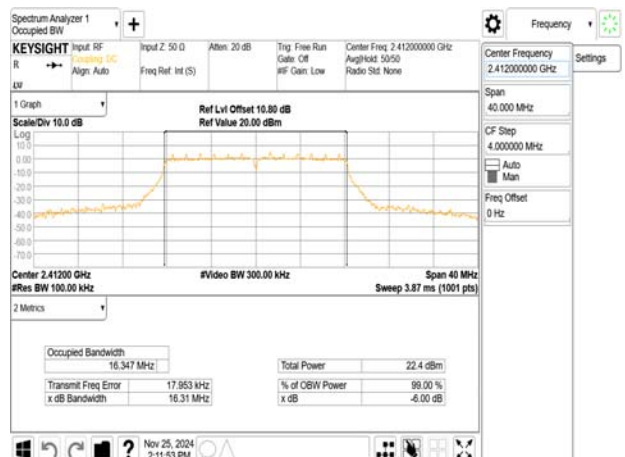 Spectrum Analyzer 1
Occupied BW
Frequency
KEYSIGHT Input: RF Input Z: 50 Ω Atten: 20 dB Trig: Free Run Center Freq: 2.412000000 GHz
Coupling: DC Gate: Off Avg|Hold: 50/50
R Align: Auto Freq Ref: Int (S) #IF Gain: Low Radio Std: None
Center Frequency
2.412000000 GHz
Settings
Span
40.000 MHz
CF Step
4.000000 MHz
Auto
Man
Freq Offset
0 Hz
1 Graph
Ref Lvl Offset 10.80 dB
Scale/Div 10.0 dB Ref Value 20.00 dBm
Log
10.0
0.00
-10.0
-20.0
-30.0
-40.0
-50.0
-60.0
-70.0
Center 2.41200 GHz #Video BW 300.00 kHz Span 40 MHz
#Res BW 100.00 kHz Sweep 3.87 ms (1001 pts)
2 Metrics
Occupied Bandwidth
16.347 MHz Total Power 22.4 dBm
Transmit Freq Error 17.953 kHz % of OBW Power 99.00 %
x dB Bandwidth 16.31 MHz x dB -6.00 dB
Nov 25, 2024
2:11:53 PM